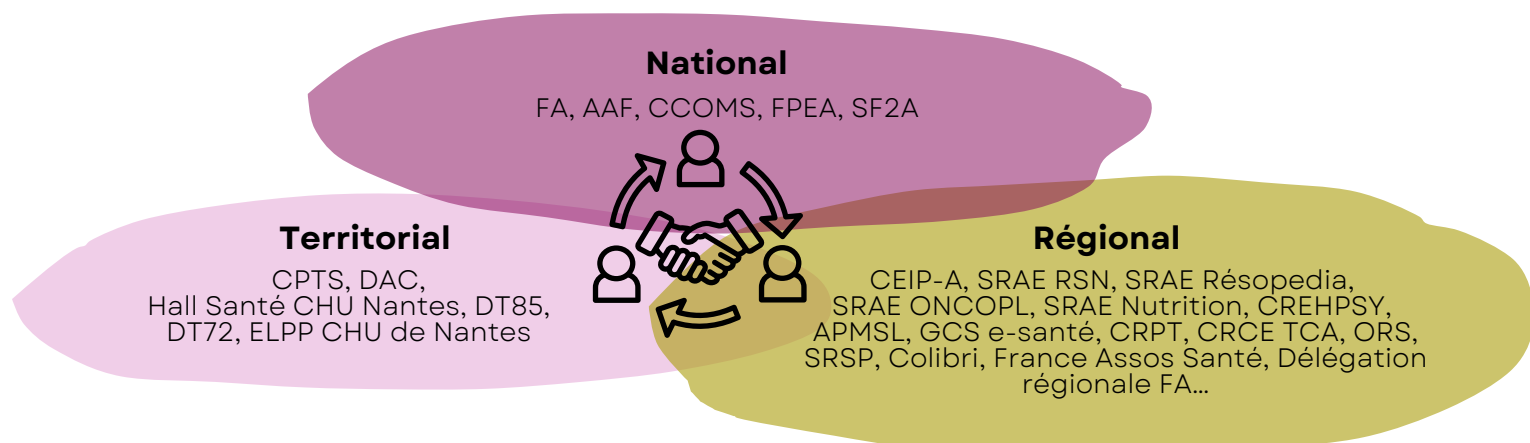 National
FA, AAF, CCOMS, FPEA, SF2A
Territorial
CPTS, DAC,
Hall Santé CHU Nantes, DT85,
DT72, ELPP CHU de Nantes
Régional
CEIP-A, SRAE RSN, SRAE Résopedia,
SRAE ONCOPL, SRAE Nutrition, CREHPSY,
APMSL, GCS e-santé, CRPT, CRCE TCA, ORS,
SRSP, Colibri, France Assos Santé, Délégation
régionale FA...